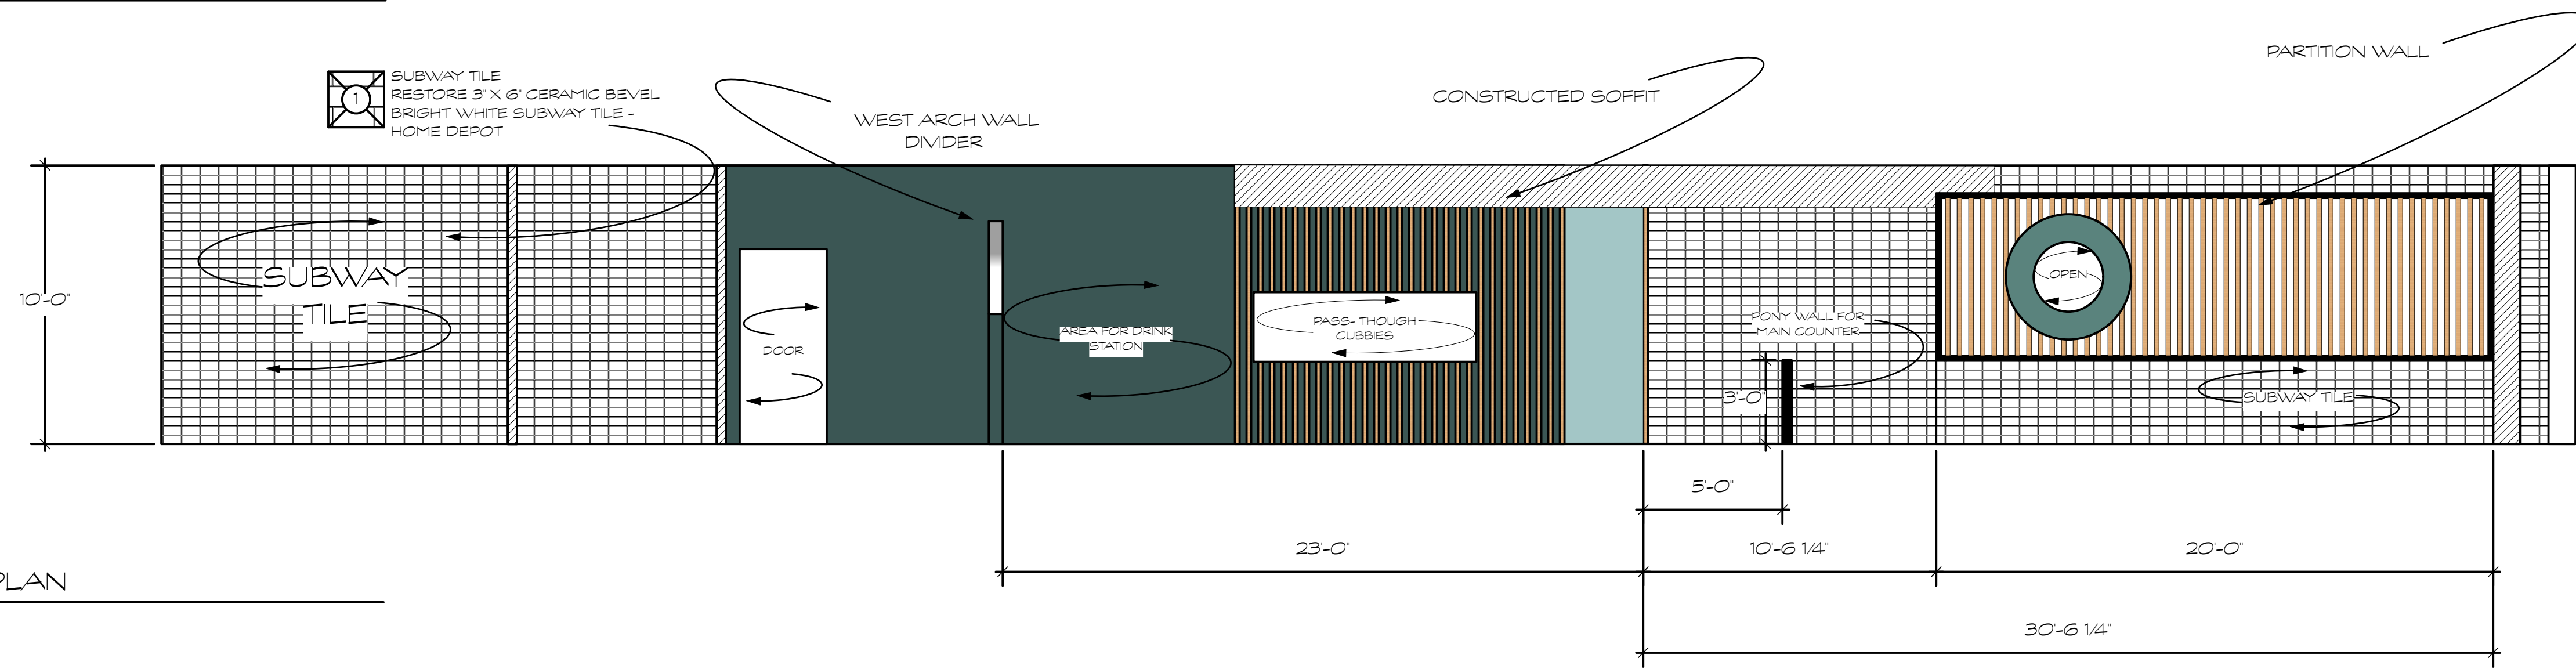 PARTITION WALL
SUBWAY TILE
RESTORE 3" X 6" CERAMIC BEVEL
BRIGHT WHITE SUBWAY TILE -
HOME DEPOT
1
CONSTRUCTED SOFFIT
WEST ARCH WALL
DIVIDER
SUBWAY
TILE
10'-0"
DOOR
AREA FOR DRINK
STATION
PASS- THOUGH
CUBBIES
PONY WALL FOR
MAIN COUNTER
3'-0"
OPEN
SUBWAY TILE
5'-0"
23'-0"
10'-6 1/4"
20'-0"
PLAN
30'-6 1/4"